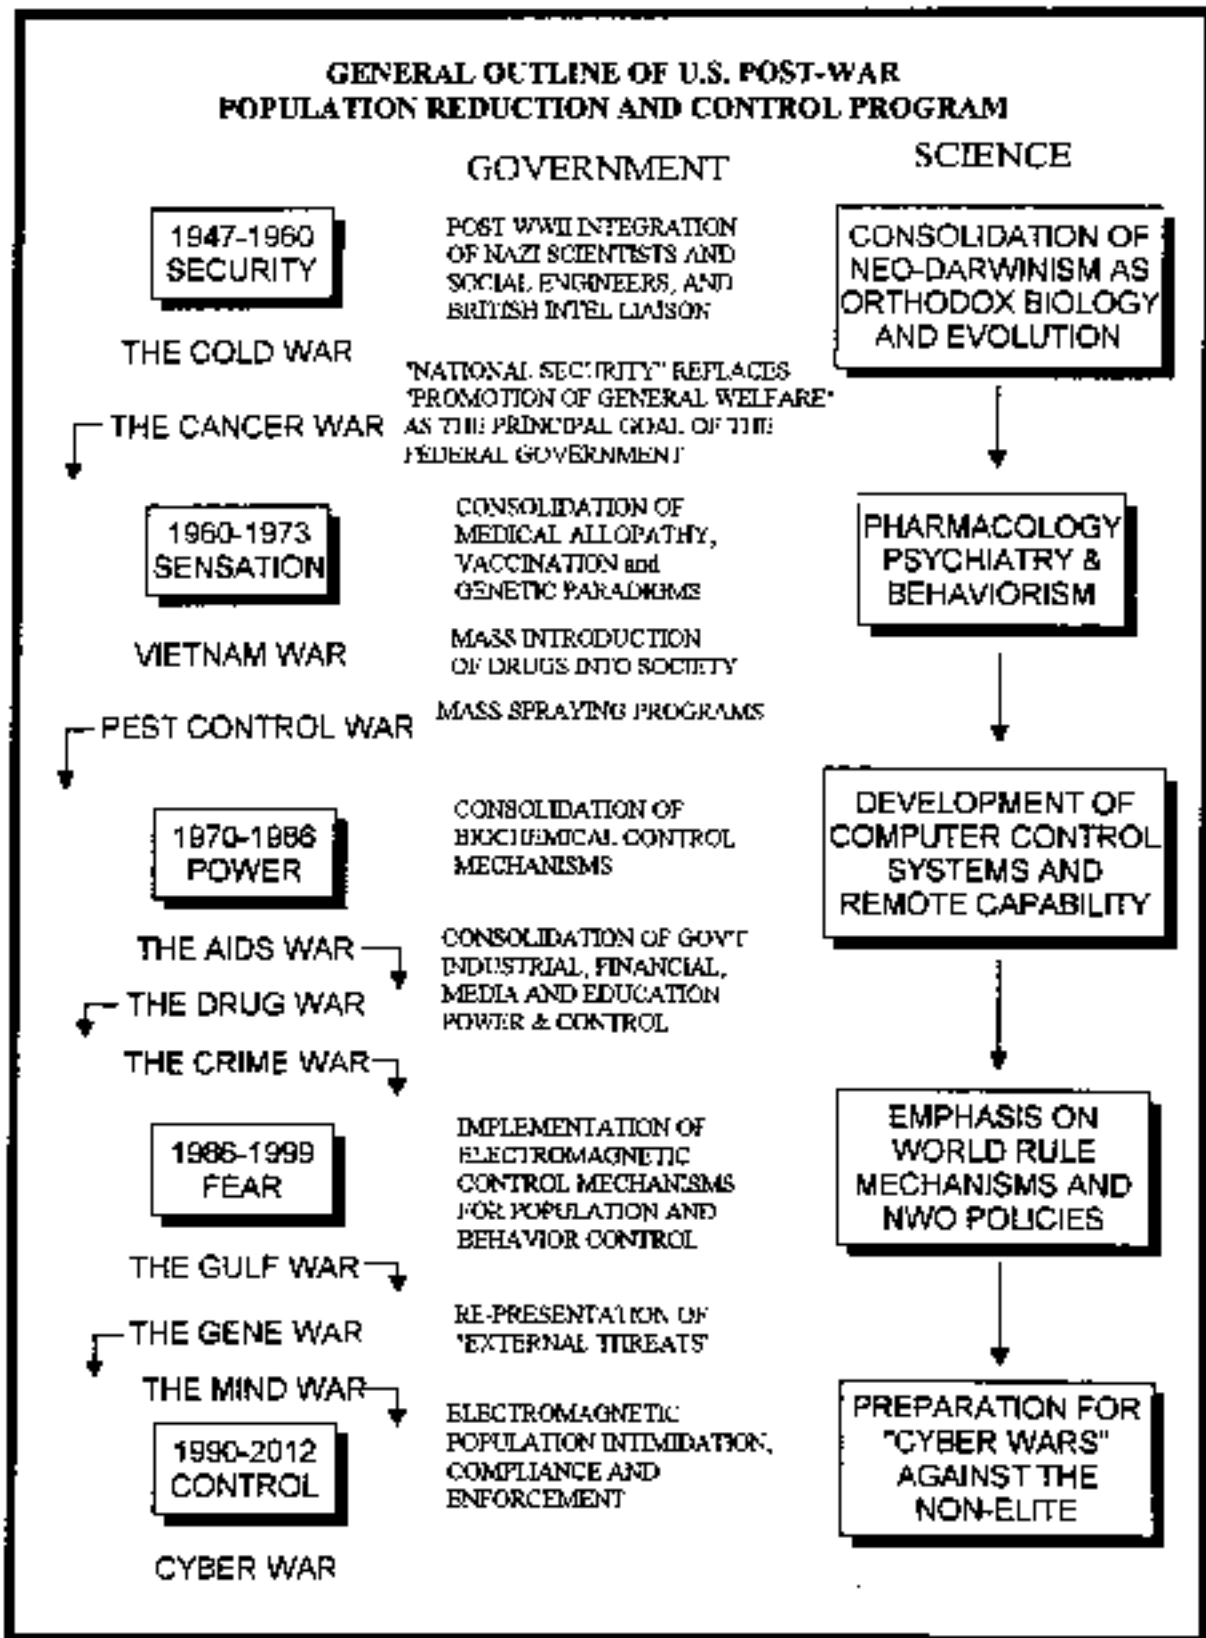 GENERAL OUTLINE OF U.S. POST-WAR
POPULATION REDUCTION AND CONTROL PROGRAM
GOVERNMENT
SCIENCE
1947-1960
SECURITY
THE COLD WAR
THE CANCER WAR
POST WWII INTEGRATION
OF NAZI SCIENTISTS AND
SOCIAL ENGINEERS, AND
BRITISH INTEL LIAISON
"NATIONAL SECURITY" REPLACES
"PROMOTION OF GENERAL WELFARE"
AS THE PRINCIPAL GOAL OF THE
FEDERAL GOVERNMENT
CONSOLIDATION OF
NEO-DARWINISM AS
ORTHODOX BIOLOGY
AND EVOLUTION
1960-1973
SENSATION
VIETNAM WAR
PEST CONTROL WAR
CONSOLIDATION OF
MEDICAL ALLOPATHY,
VACCINATION and
GENETIC PARADIGMS
MASS INTRODUCTION
OF DRUGS INTO SOCIETY
MASS SPRAYING PROGRAMS
PHARMACOLOGY
PSYCHIATRY &
BEHAVIORISM
1970-1986
POWER
THE AIDS WAR
THE DRUG WAR
THE CRIME WAR
CONSOLIDATION OF
BIOCHEMICAL CONTROL
MECHANISMS
CONSOLIDATION OF GOV'T
INDUSTRIAL, FINANCIAL,
MEDIA AND EDUCATION
POWER & CONTROL
DEVELOPMENT OF
COMPUTER CONTROL
SYSTEMS AND
REMOTE CAPABILITY
1986-1999
FEAR
THE GULF WAR
THE GENE WAR
THE MIND WAR
IMPLEMENTATION OF
ELECTROMAGNETIC
CONTROL MECHANISMS
FOR POPULATION AND
BEHAVIOR CONTROL
RE-PRESENTATION OF
"EXTERNAL THREATS"
EMPHASIS ON
WORLD RULE
MECHANISMS AND
NWO POLICIES
1990-2012
CONTROL
CYBER WAR
ELECTROMAGNETIC
POPULATION INTIMIDATION,
COMPLIANCE AND
ENFORCEMENT
PREPARATION FOR
"CYBER WARS"
AGAINST THE
NON-ELITE